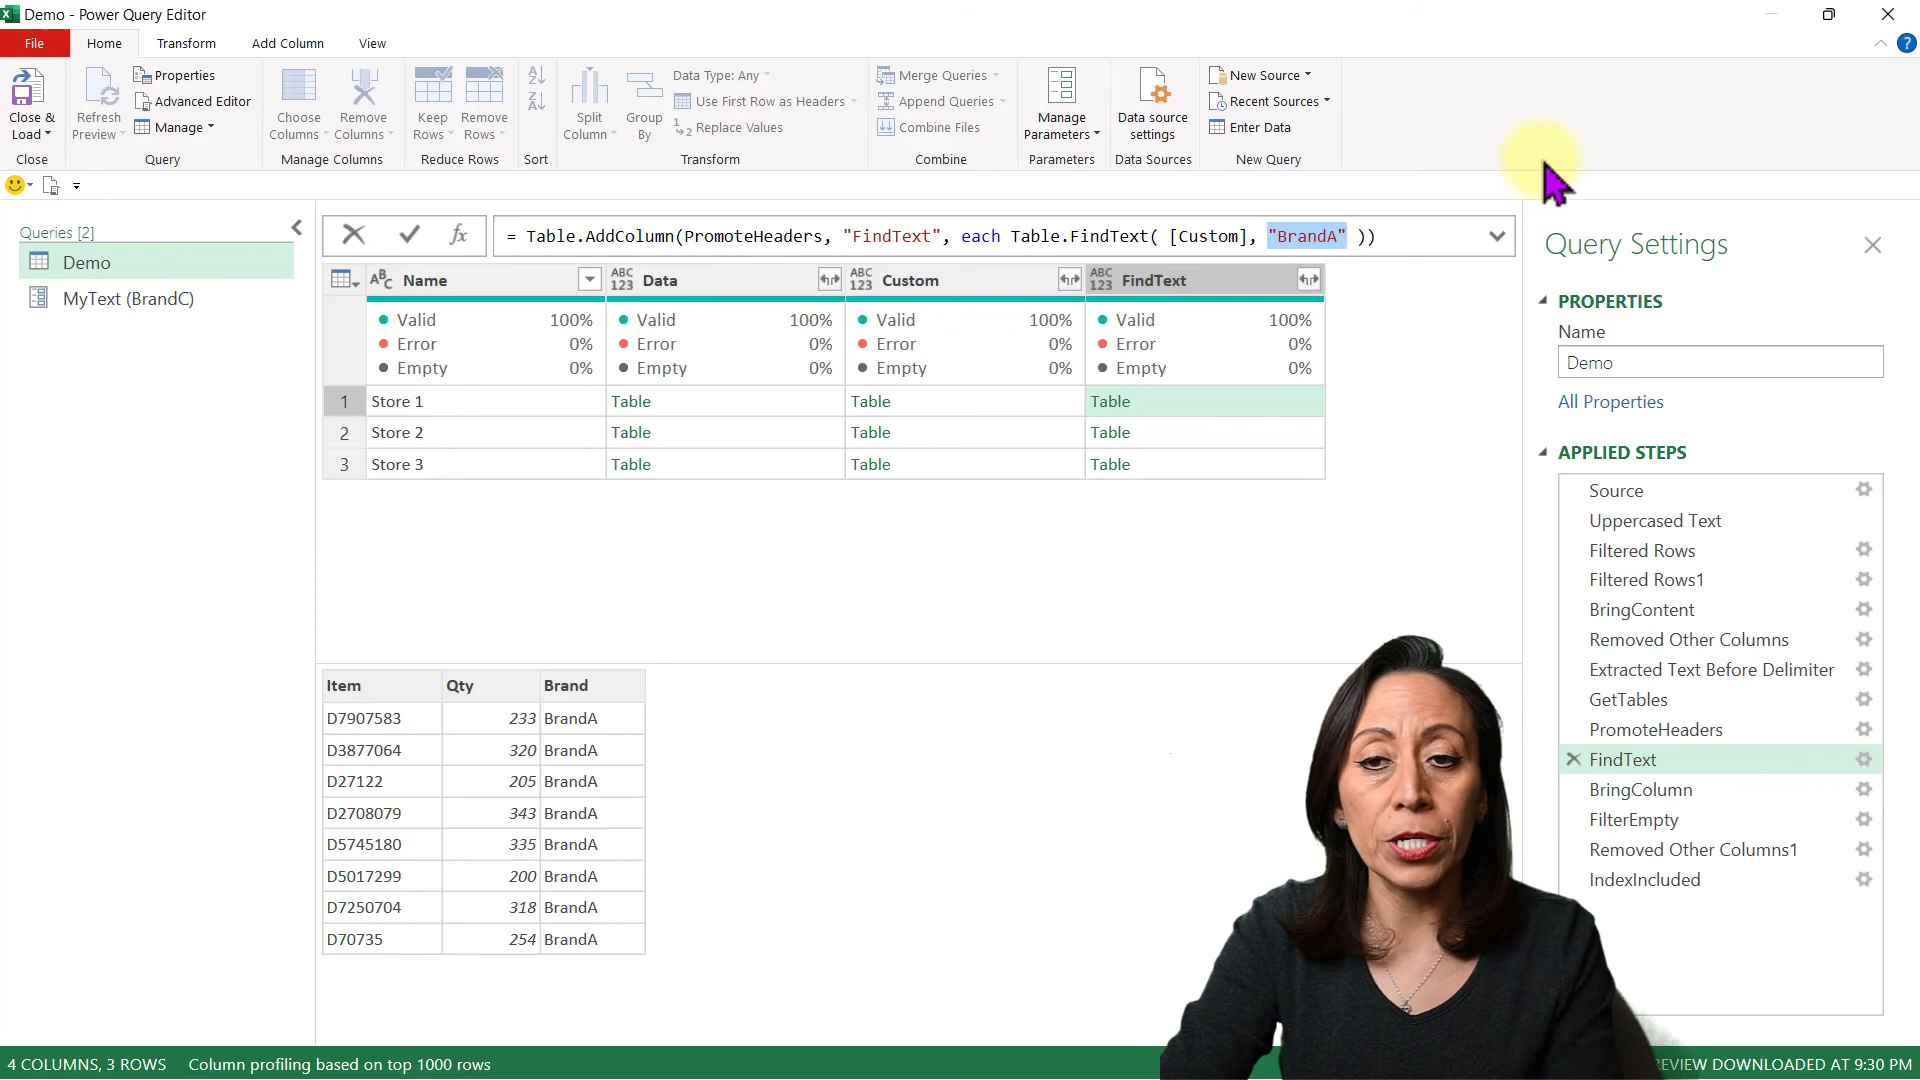 Demo - Power Query Editor
File Home Transform Add Column View
Close & Load
Close
Refresh Preview
Properties
Advanced Editor
Manage
Query
Choose Columns
Remove Columns
Manage Columns
Keep Rows
Remove Rows
Reduce Rows
Sort
Split Column
Group By
Data Type: Any
Use First Row as Headers
Replace Values
Transform
Merge Queries
Append Queries
Combine Files
Combine
Manage Parameters
Parameters
Data source settings
Data Sources
New Source
Recent Sources
Enter Data
New Query
Queries [2]
Demo
MyText (BrandC)
= Table.AddColumn(PromoteHeaders, "FindText", each Table.FindText( [Custom], "BrandA" ))
Name Data Custom FindText
Valid 100% Valid 100% Valid 100% Valid 100%
Error 0% Error 0% Error 0% Error 0%
Empty 0% Empty 0% Empty 0% Empty 0%
1 Store 1 Table Table Table
2 Store 2 Table Table Table
3 Store 3 Table Table Table
Item Qty Brand
D7907583 233 BrandA
D3877064 320 BrandA
D27122 205 BrandA
D2708079 343 BrandA
D5745180 335 BrandA
D5017299 200 BrandA
D7250704 318 BrandA
D70735 254 BrandA
Query Settings
PROPERTIES
Name
Demo
All Properties
APPLIED STEPS
Source
Uppercased Text
Filtered Rows
Filtered Rows1
BringContent
Removed Other Columns
Extracted Text Before Delimiter
GetTables
PromoteHeaders
FindText
BringColumn
FilterEmpty
Removed Other Columns1
IndexIncluded
4 COLUMNS, 3 ROWS Column profiling based on top 1000 rows
DOWNLOADED AT 9:30 PM